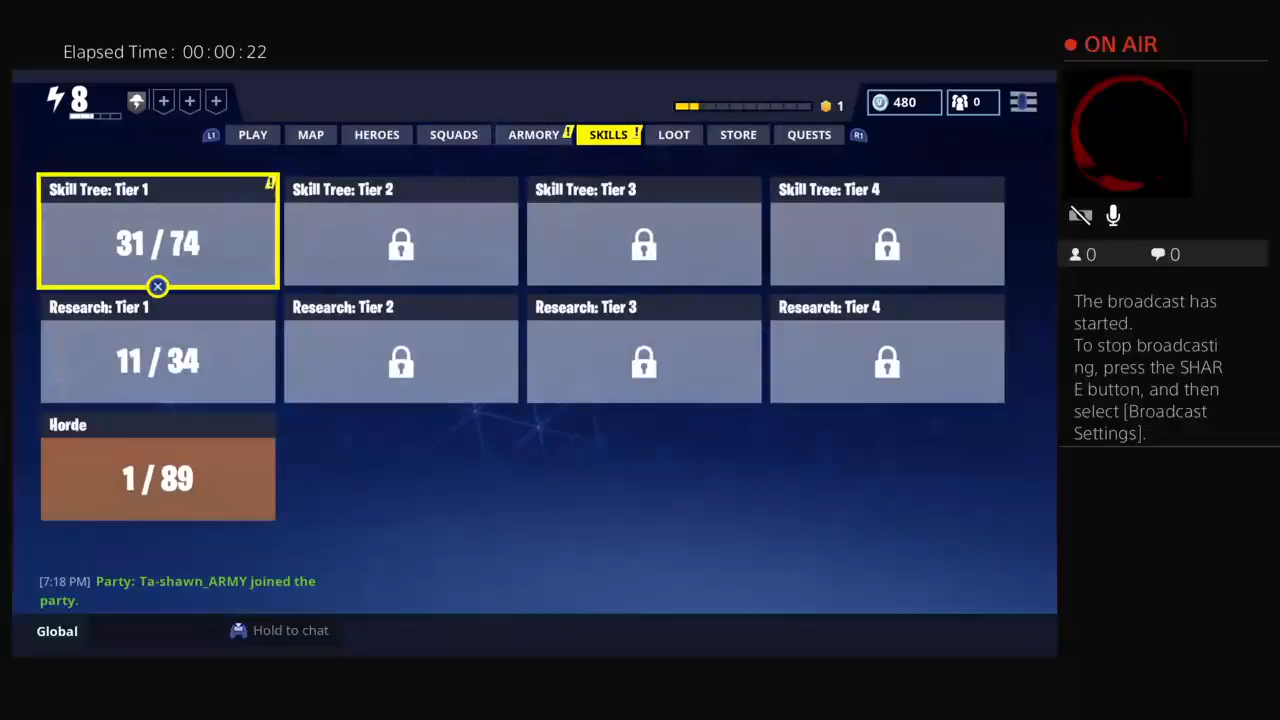 Elapsed Time: 00:00:22
ON AIR
8
1
480
0
L1 PLAY MAP HEROES SQUADS ARMORY ! SKILLS ! LOOT STORE QUESTS R1
Skill Tree: Tier 1 !
31 / 74
Skill Tree: Tier 2
Skill Tree: Tier 3
Skill Tree: Tier 4
Research: Tier 1
11 / 34
Research: Tier 2
Research: Tier 3
Research: Tier 4
Horde
1 / 89
[7:18 PM] Party: Ta-shawn_ARMY joined the
party.
Global
Hold to chat
0 0
The broadcast has
started.
To stop broadcasti
ng, press the SHAR
E button, and then
select [Broadcast
Settings].